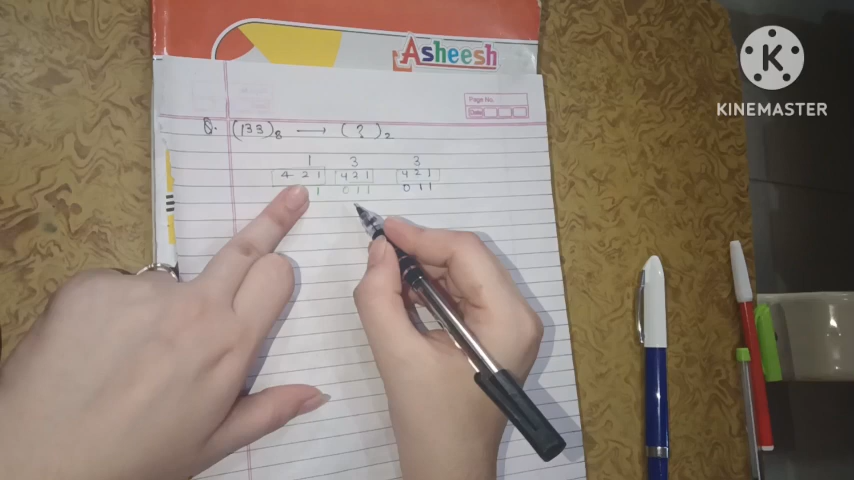 Asheesh
Page No.
Date
Q. (133)₈ → (?)₂
1 3 3
4 2 1 4 2 1 4 2 1
1 0 1 1 0 1 1
K
KINEMASTER